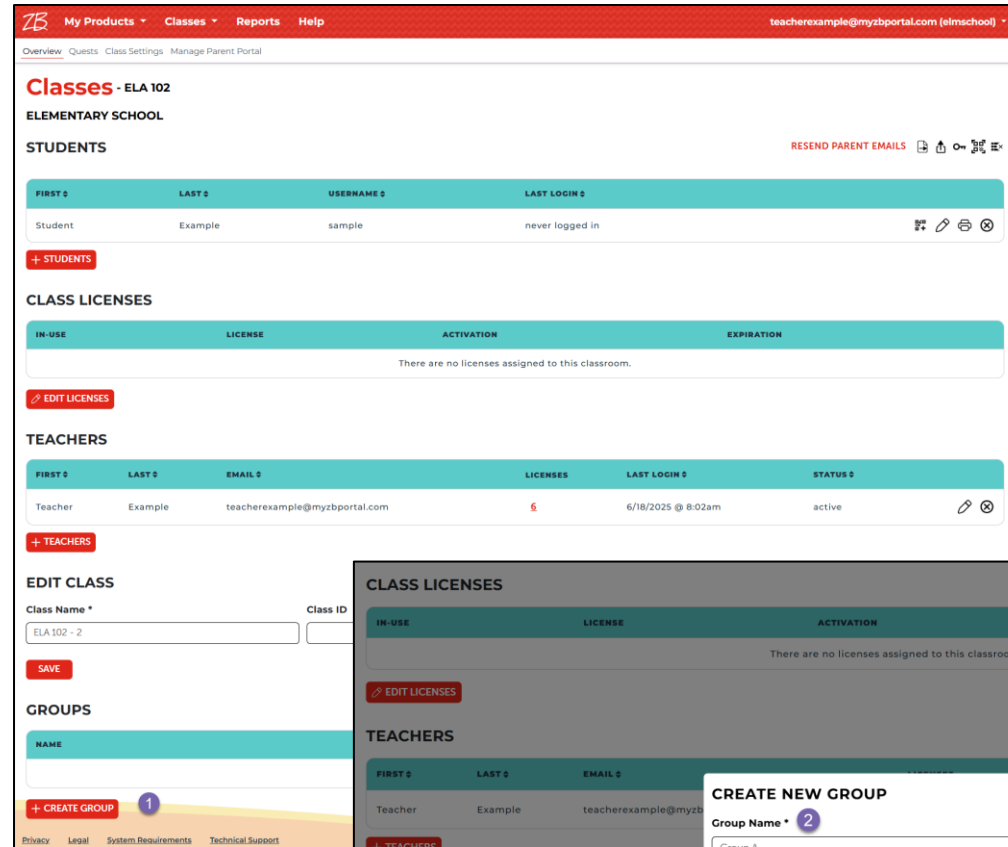 ZB My Products Classes Reports Help teacherexample@myzbportal.com (elmschool)
Overview Quests Class Settings Manage Parent Portal
Classes - ELA 102
ELEMENTARY SCHOOL
STUDENTS
RESEND PARENT EMAILS
FIRST LAST USERNAME LAST LOGIN
Student Example sample never logged in
+ STUDENTS
CLASS LICENSES
IN-USE LICENSE ACTIVATION EXPIRATION
There are no licenses assigned to this classroom.
EDIT LICENSES
TEACHERS
FIRST LAST EMAIL LICENSES LAST LOGIN STATUS
Teacher Example teacherexample@myzbportal.com 6 6/18/2025 @ 8:02am active
+ TEACHERS
EDIT CLASS
Class Name * Class ID
ELA 102 - 2
SAVE
GROUPS
NAME
+ CREATE GROUP 1
Privacy Legal System Requirements Technical Support
CLASS LICENSES
IN-USE LICENSE ACTIVATION
There are no licenses assigned to this classroo
EDIT LICENSES
TEACHERS
FIRST LAST EMAIL
Teacher Example teacherexample@myzb
+ TEACHERS
CREATE NEW GROUP
Group Name * 2